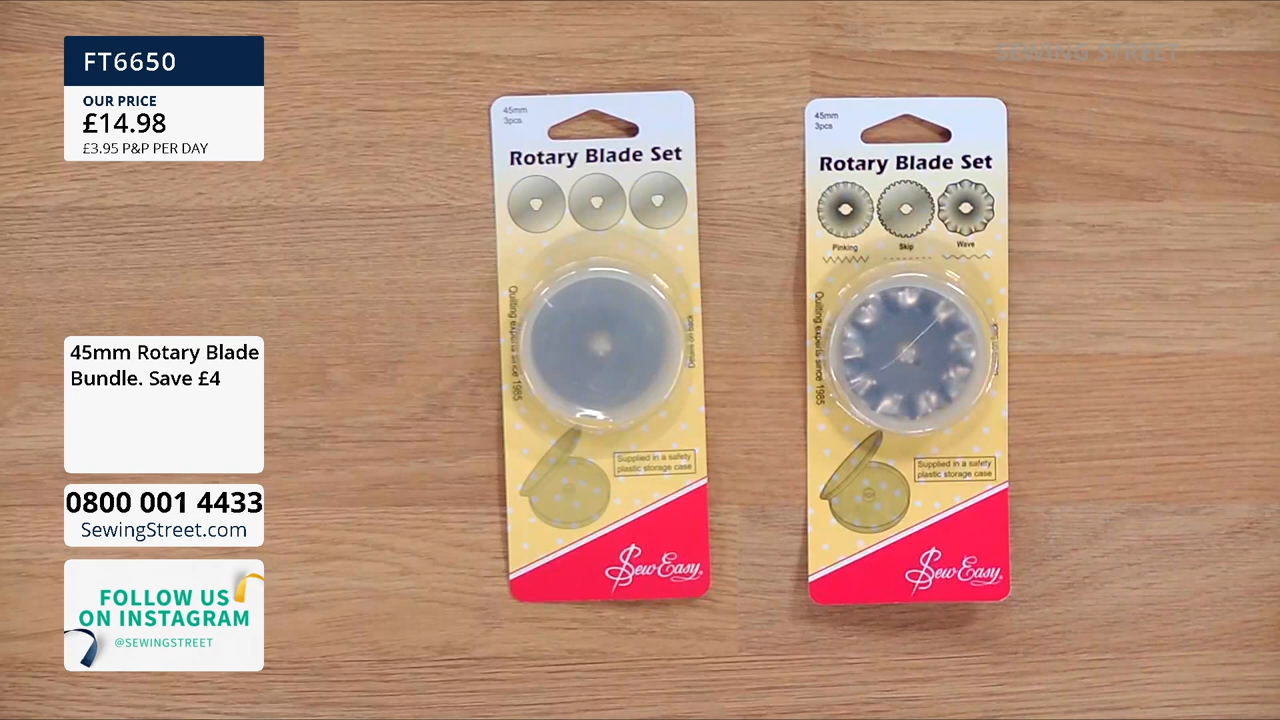 FT6650
OUR PRICE
£14.98
£3.95 P&P PER DAY
45mm Rotary Blade
Bundle. Save £4
0800 001 4433
SewingStreet.com
FOLLOW US
ON INSTAGRAM
@SEWINGSTREET
SEWING STREET
45mm
3pcs
Rotary Blade Set
Quilting experts since 1985
Details on back
Supplied in a safety
plastic storage case
Sew Easy®
45mm
3pcs
Rotary Blade Set
Pinking
Skip
Wave
Quilting experts since 1985
Supplied in a safety
plastic storage case
Sew Easy®